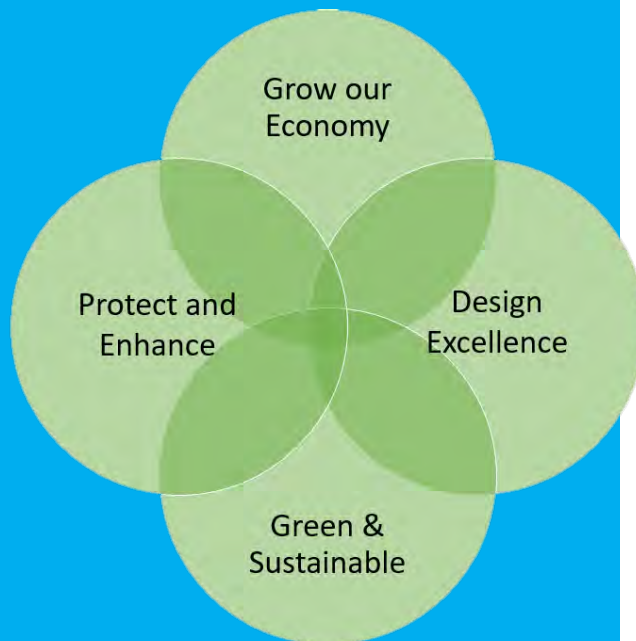 Grow our
Economy
Protect and
Enhance
Design
Excellence
Green &
Sustainable